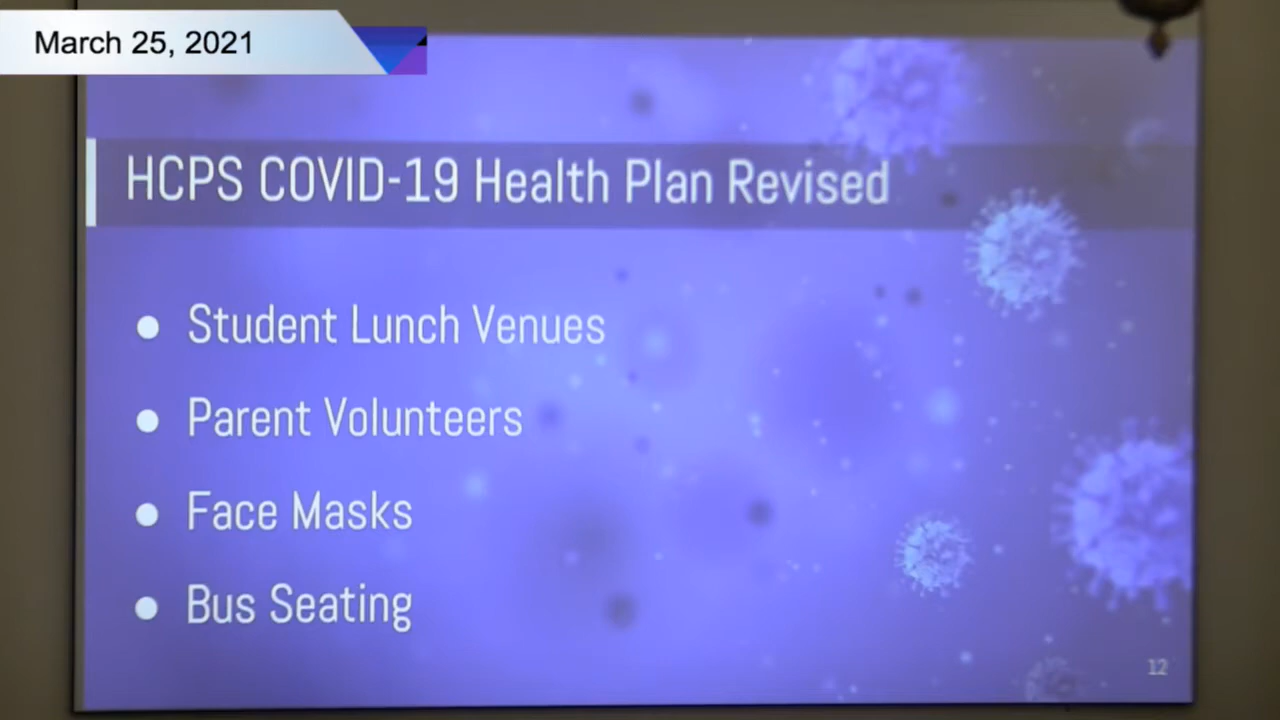 March 25, 2021
HCPS COVID-19 Health Plan Revised
● Student Lunch Venues
● Parent Volunteers
● Face Masks
● Bus Seating
12